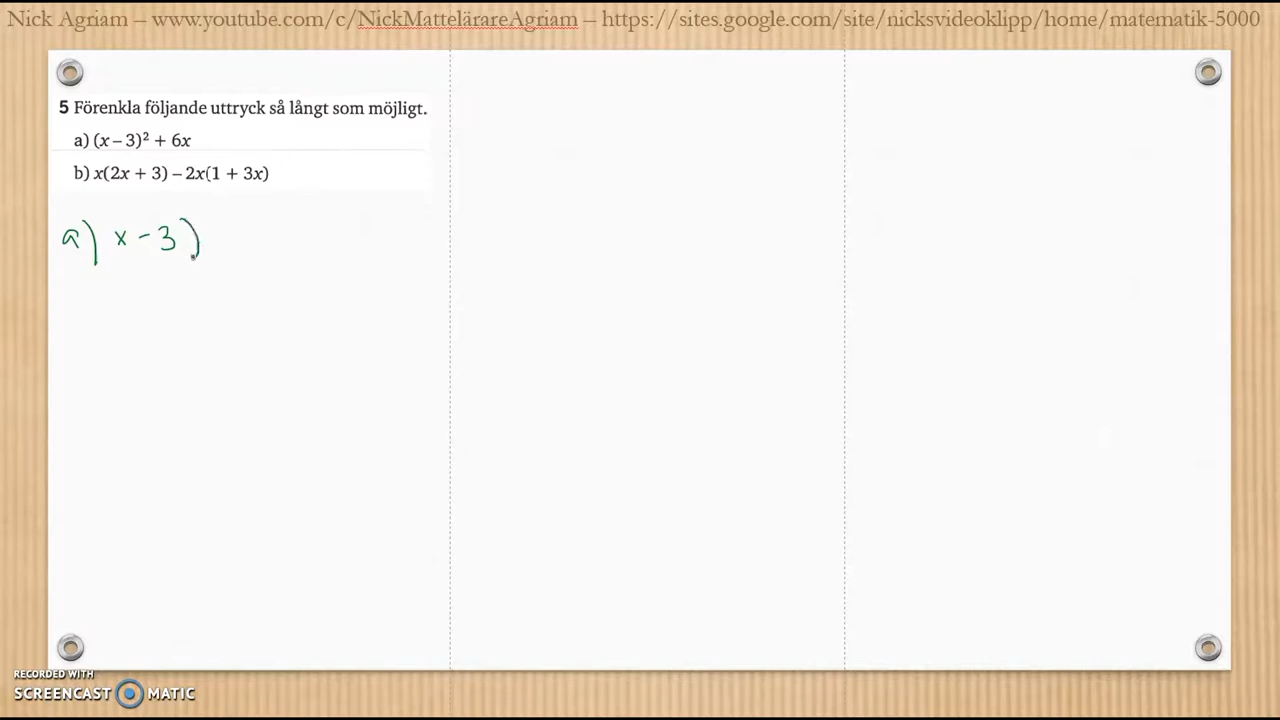 Nick Agriam – www.youtube.com/c/NickMattelärareAgriam – https://sites.google.com/site/nicksvideoklipp/home/matematik-5000
5 Förenkla följande uttryck så långt som möjligt.
a) (x – 3)² + 6x
b) x(2x + 3) – 2x(1 + 3x)
a) x - 3)
RECORDED WITH
SCREENCAST MATIC